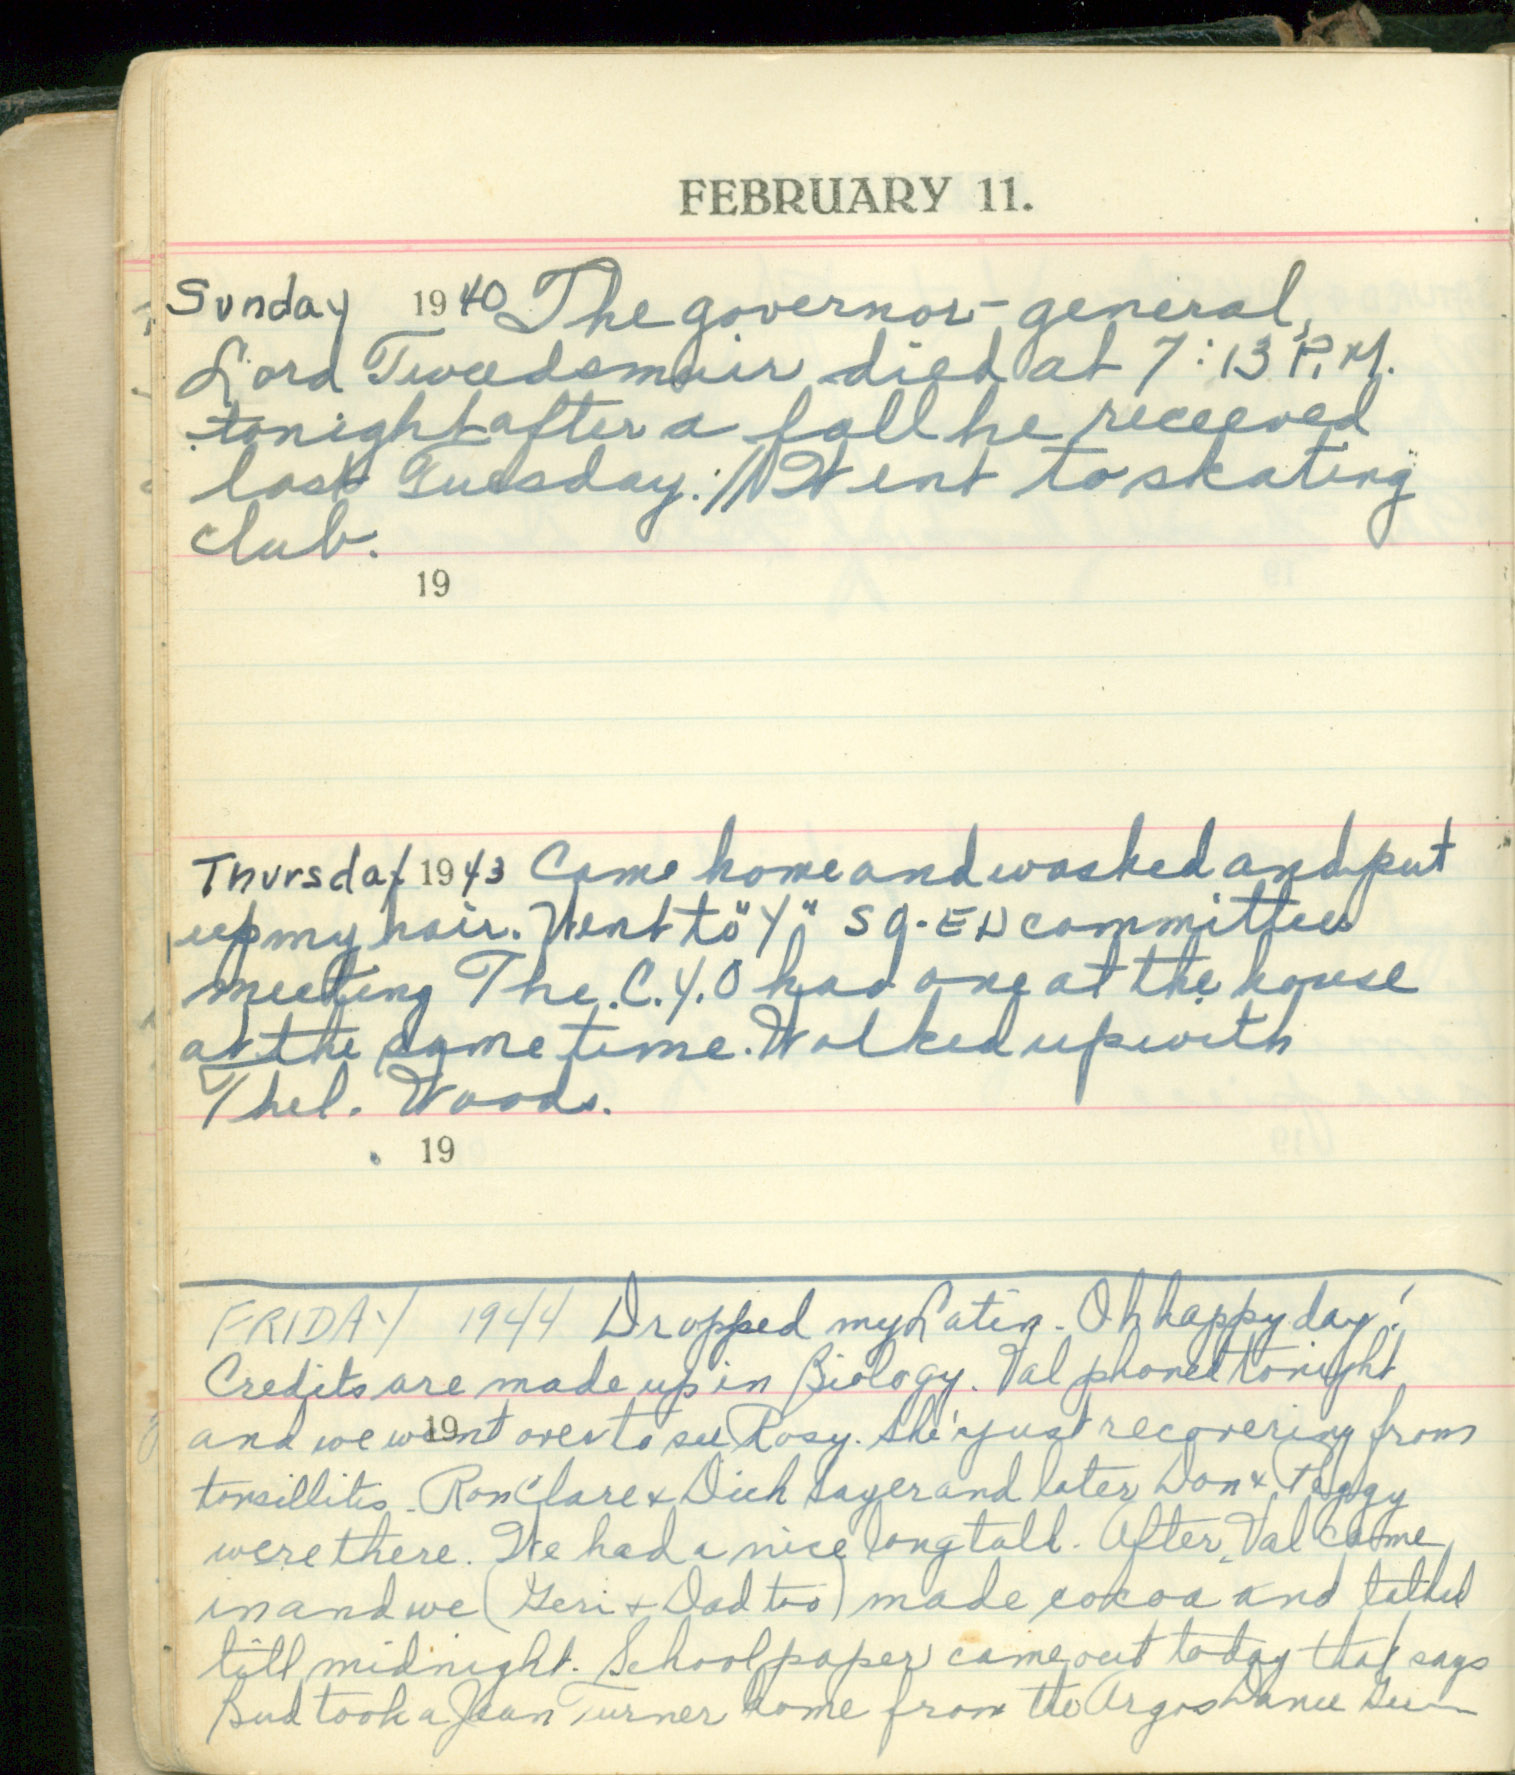 FEBRUARY 11.
Sunday 1940 The governor-general,
Lord Tweedsmuir died at 7:13 P.M.
tonight after a fall he received
last Tuesday. // Went to skating
club.
19
Thursday 1943 Came home and washed and put
up my hair. Went to "Y" committee
meeting The C.Y.O had one at the house
at the same time. Walked up with
Thel. Woods.
19
FRIDAY 1944 Dropped my Latin. Oh happy day!
Credits are made up in Biology. Val phoned tonight
and we went over to see Rosy. She's just recovering from
19
tonsillitis. Ron Clare & Dick Sayer and later Don & Peggy
were there. We had a nice long talk. After, Val came
in and we (Geri & Dad too) made cocoa and talked
till midnight. School paper came out today that says
Bud took a Jean Turner home from the Argos Dance